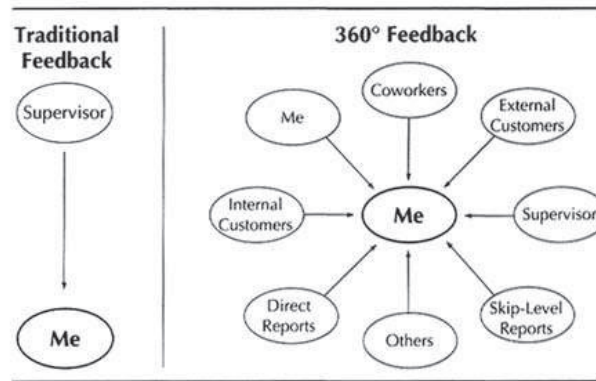 Traditional
Feedback
Supervisor
Me
360° Feedback
Coworkers
Me
External
Customers
Internal
Customers
Me
Supervisor
Direct
Reports
Others
Skip-Level
Reports